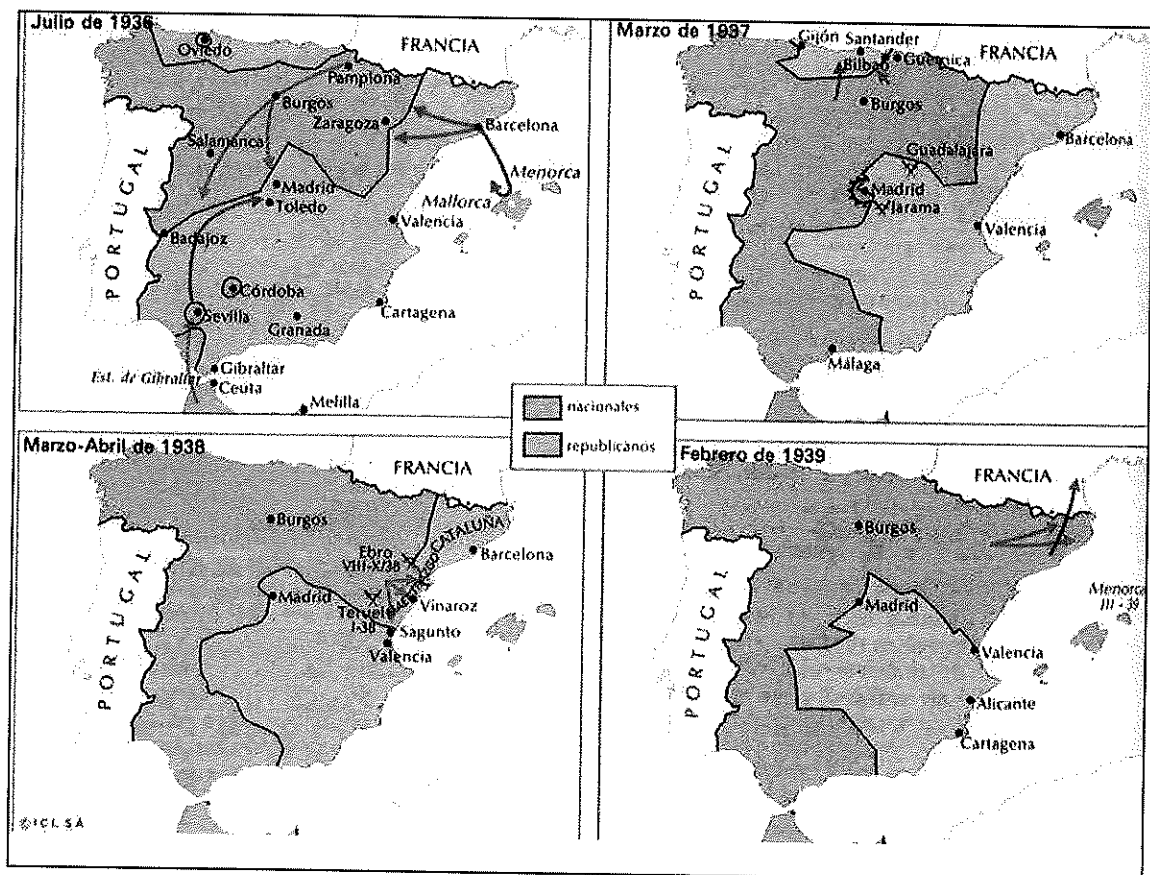 Julio de 1936
Oviedo
FRANCIA
Pamplona
Burgos
Zaragoza
Barcelona
Salamanca
Menorca
Madrid
Mallorca
Toledo
Valencia
Badajoz
PORTUGAL
Córdoba
Sevilla
Cartagena
Granada
Est. de Gibraltar
Gibraltar
Ceuta
Melilla
Marzo de 1937
Gijón
Santander
FRANCIA
Bilbao
Guernica
Burgos
Barcelona
Guadalajara
Madrid
Jarama
Valencia
PORTUGAL
Málaga
nacionales
republicanos
Marzo-Abril de 1938
FRANCIA
Burgos
CATALUÑA
Barcelona
Ebro
VIII-X/38
Madrid
Vinaroz
Teruel
I-38
Sagunto
Valencia
PORTUGAL
©ICLSA
Febrero de 1939
FRANCIA
Burgos
Menorca
III - 39
Madrid
Valencia
PORTUGAL
Alicante
Cartagena